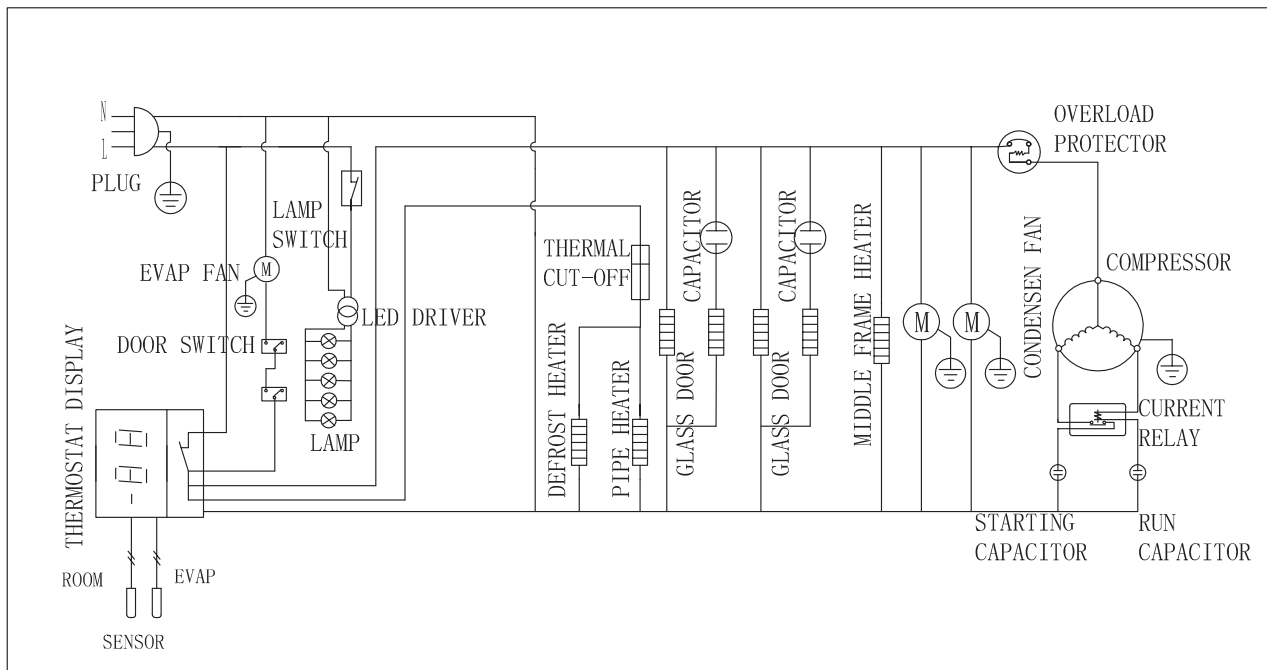 N
L
PLUG
LAMP
SWITCH
EVAP FAN
M
DOOR SWITCH
LED DRIVER
LAMP
THERMOSTAT DISPLAY
ROOM
EVAP
SENSOR
THERMAL
CUT-OFF
DEFROST HEATER
PIPE HEATER
CAPACITOR
GLASS DOOR
CAPACITOR
GLASS DOOR
MIDDLE FRAME HEATER
M
M
CONDENSEN FAN
OVERLOAD
PROTECTOR
COMPRESSOR
CURRENT
RELAY
STARTING
CAPACITOR
RUN
CAPACITOR